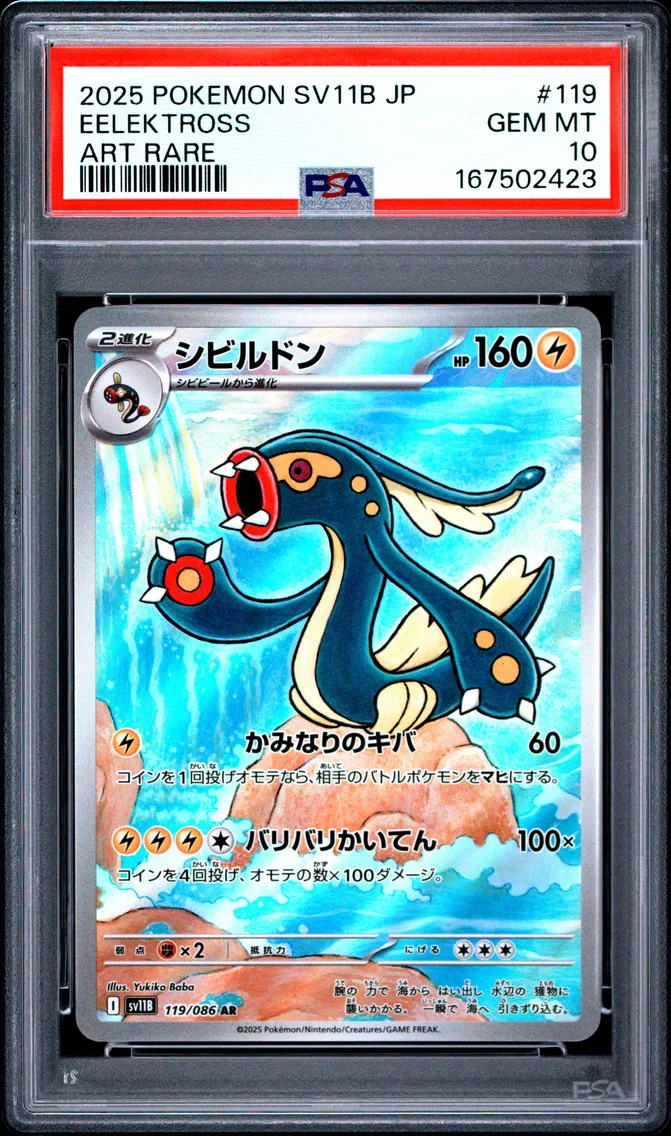 2025 POKEMON SV11B JP #119
EELEKTROSS GEM MT
ART RARE 10
PSA 167502423
2進化 シビルドン HP 160
シビビールから進化
かみなりのキバ 60
コインを1回投げオモテなら、相手のバトルポケモンをマヒにする。
バリバリかいてん 100×
コインを4回投げ、オモテの数×100ダメージ。
弱点 ×2 抵抗力 にげる
Illus. Yukiko Baba
腕の力で 海から はい出し 水辺の 獲物に
襲いかかる。 一瞬で 海へ 引きずり込む。
I sv11B 119/086 AR
©2025 Pokémon/Nintendo/Creatures/GAME FREAK.
PSA